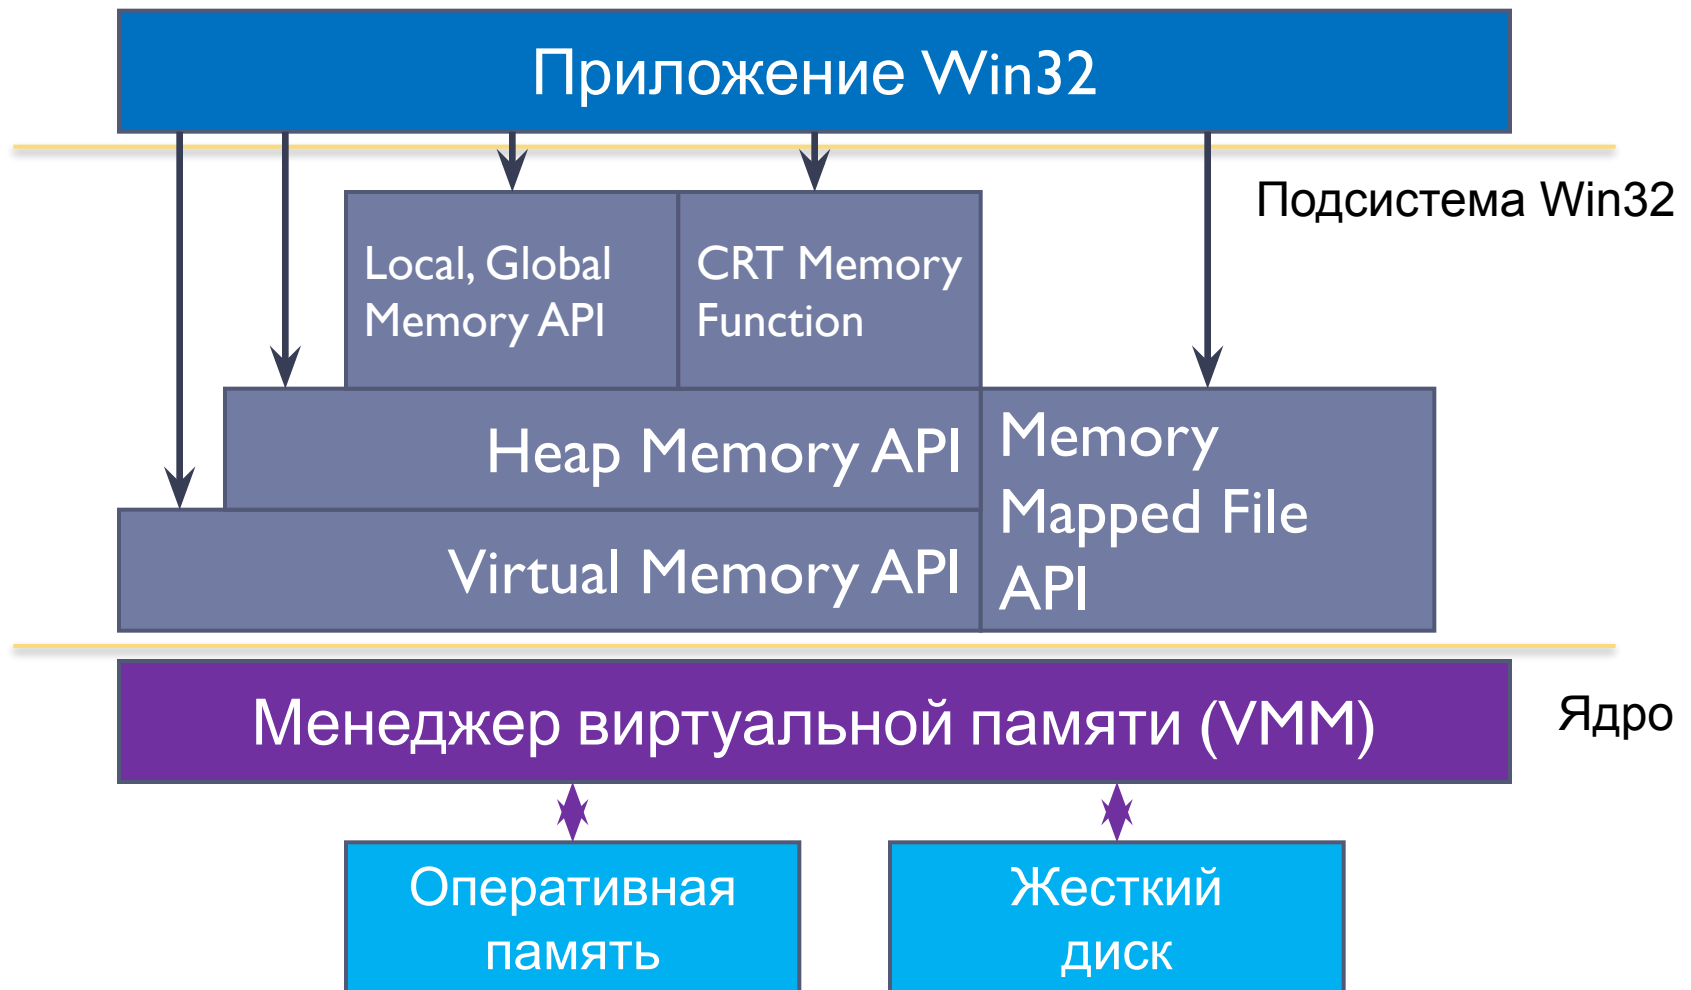 Приложение Win32
Подсистема Win32
Local, Global
Memory API
CRT Memory
Function
Heap Memory API
Memory
Mapped File
API
Virtual Memory API
Менеджер виртуальной памяти (VMM)
Ядро
Оперативная
память
Жесткий
диск